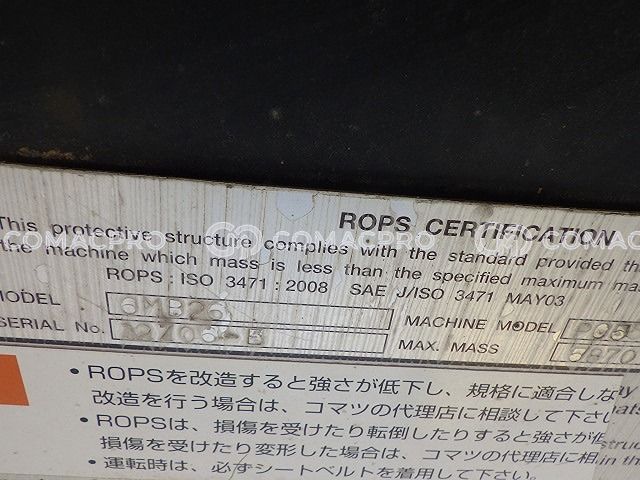 ROPS CERTIFICATION
This protective structure complies with the standard provided th
the machine which mass is less than the specified maximum ma
ROPS : ISO 3471 : 2008 SAE J/ISO 3471 MAY03
MODEL
SERIAL No.
MACHINE MODEL
MAX. MASS
COMACPRO COMACPRO COMACPRO
・ROPSを改造すると強さが低下し、規格に適合しな
改造を行う場合は、コマツの代理店に相談して下さ
・ROPSは、損傷を受けたり転倒したりすると強さが低
損傷を受けたり変形した場合は、コマツの代理店に相
・運転時は、必ずシートベルトを着用して下さい。